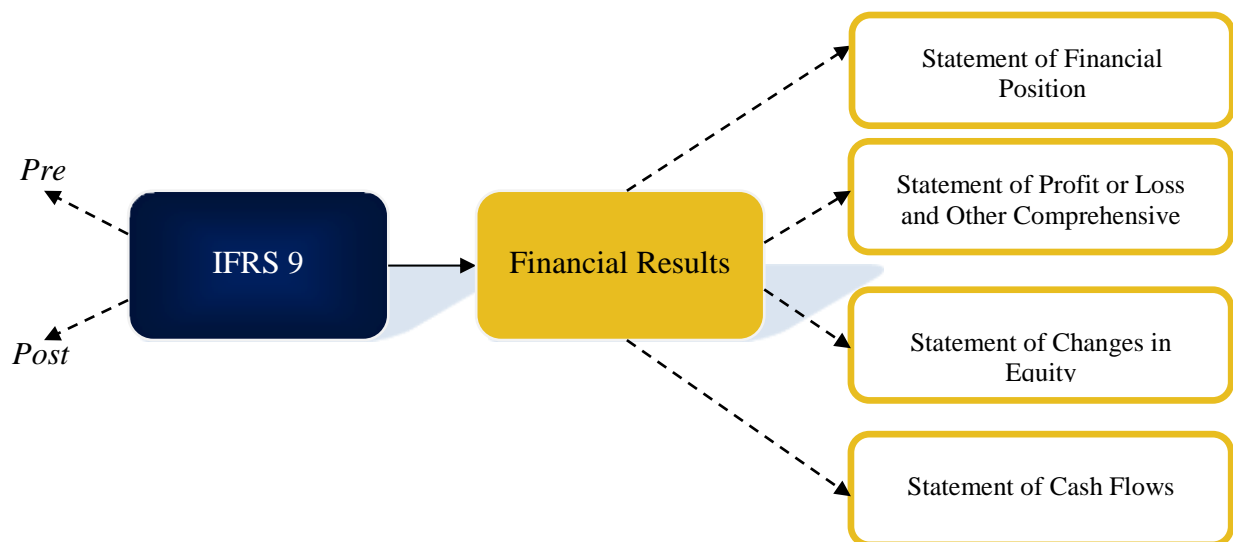 Pre
Post
IFRS 9
Financial Results
Statement of Financial
Position
Statement of Profit or Loss
and Other Comprehensive
Statement of Changes in
Equity
Statement of Cash Flows